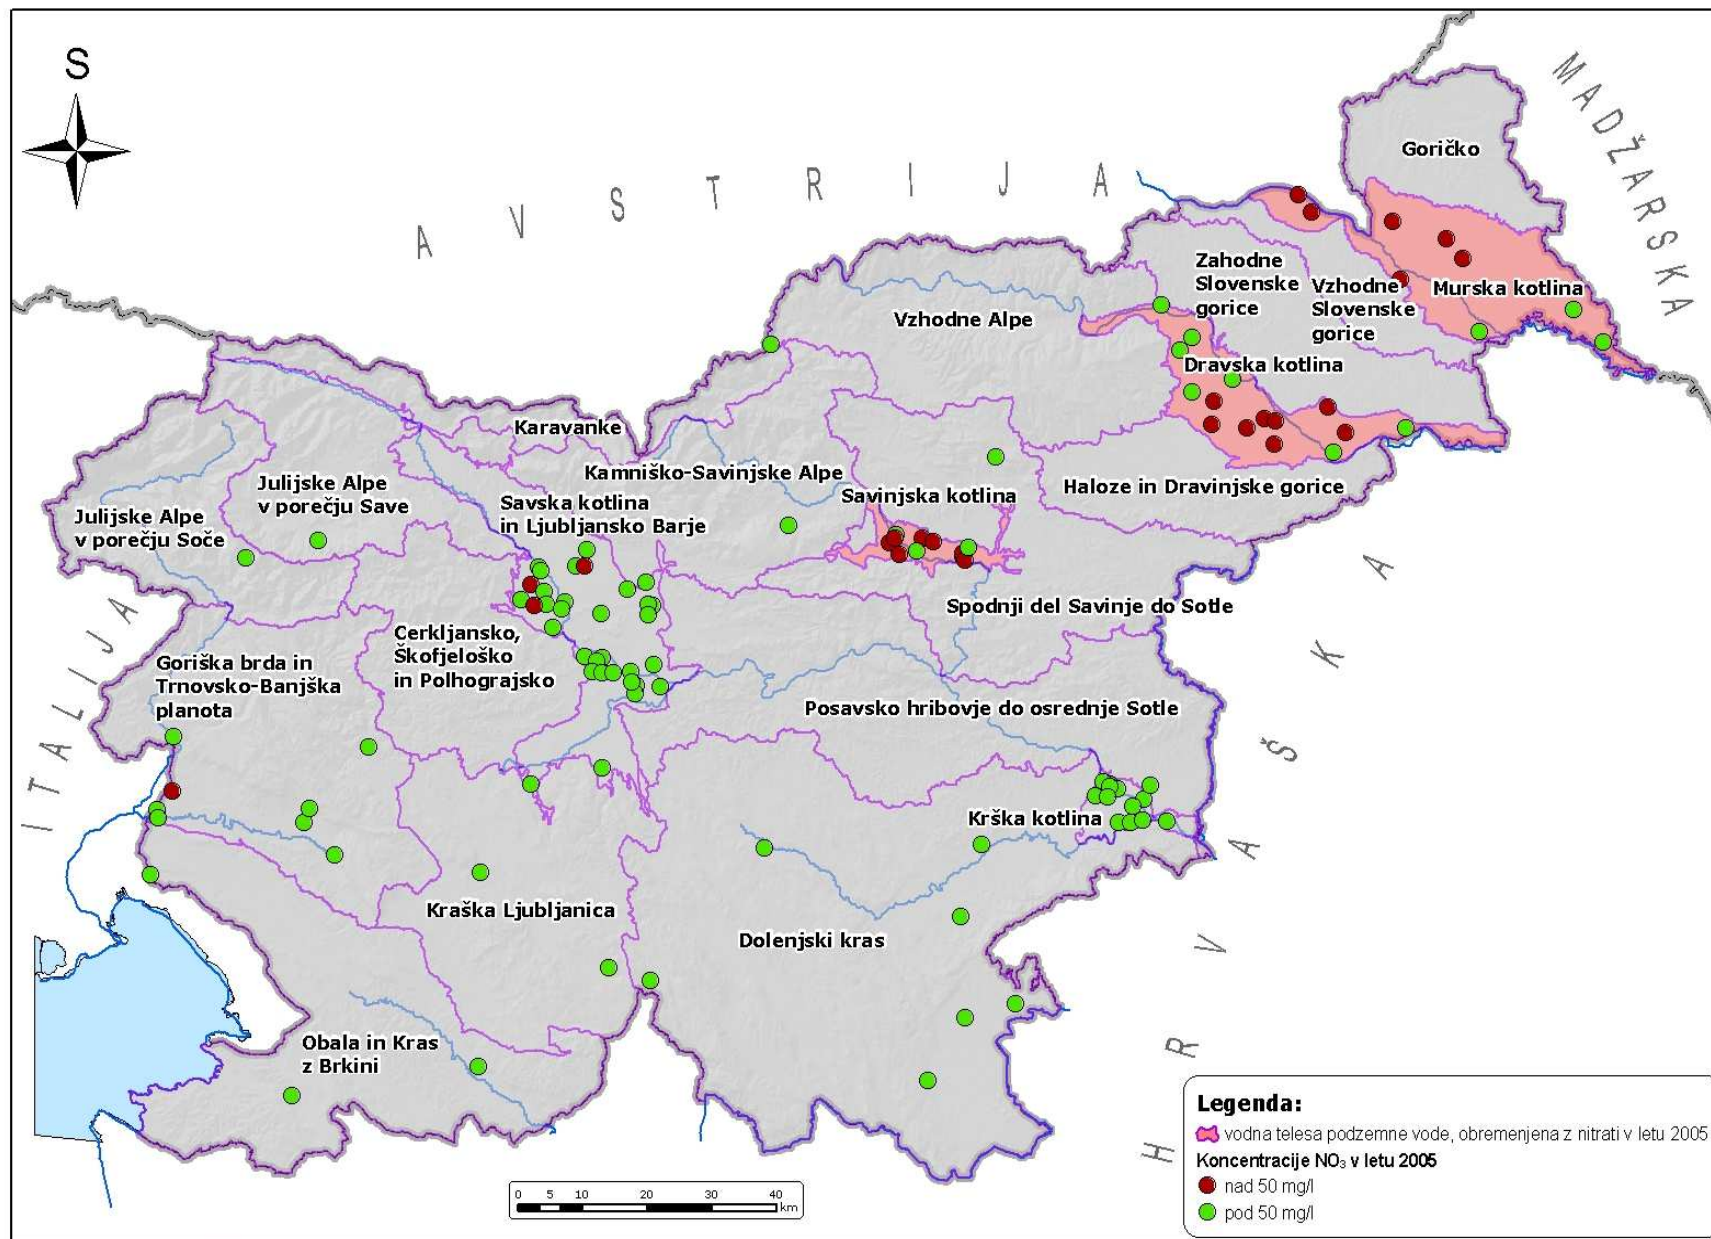 S
MADŽARSKA
AVSTRIJA
Goričko
Zahodne
Slovenske
gorice
Vzhodne
Slovenske
gorice
Murska kotlina
Vzhodne Alpe
Dravska kotlina
Karavanke
Kamniško-Savinjske Alpe
Julijske Alpe
v porečju Save
Savska kotlina
in Ljubljansko Barje
Savinjska kotlina
Haloze in Dravinjske gorice
Julijske Alpe
v porečju Soče
ITALIJA
HRVAŠKA
Spodnji del Savinje do Sotle
Cerkljansko,
Škofjeloško
in Polhograjsko
Goriška brda in
Trnovsko-Banjška
planota
Posavsko hribovje do osrednje Sotle
Krška kotlina
Kraška Ljubljanica
Dolenjski kras
Obala in Kras
z Brkini
Legenda:
vodna telesa podzemne vode, obremenjena z nitrati v letu 2005
Koncentracije NO₃ v letu 2005
nad 50 mg/l
pod 50 mg/l
0 5 10 20 30 40
km